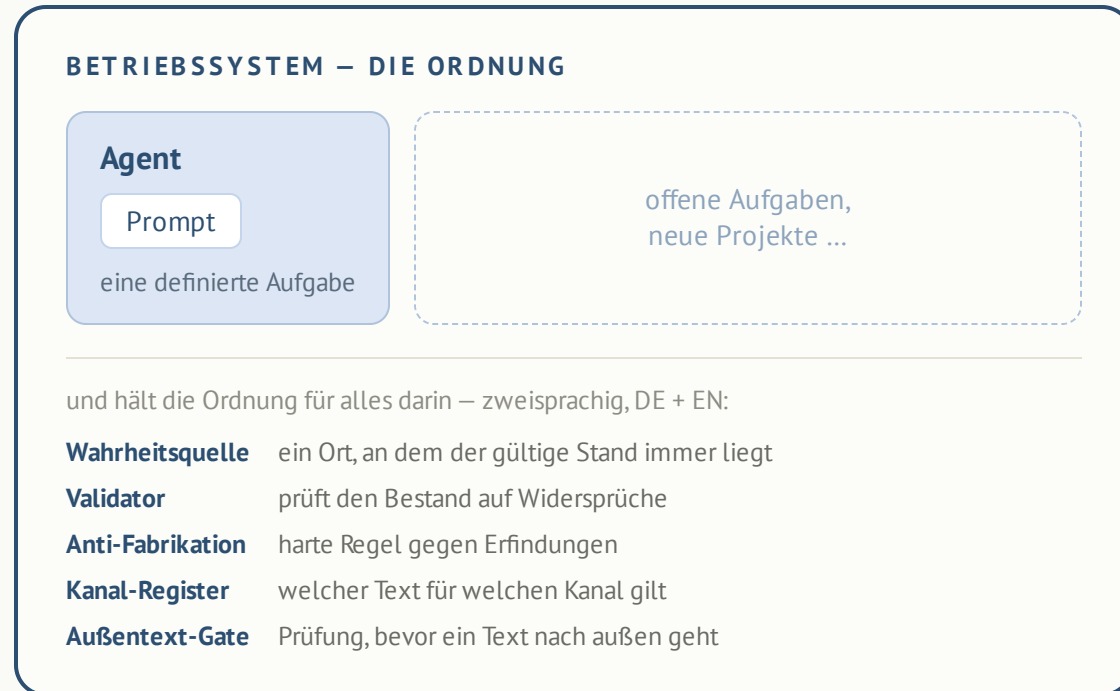 BETRIEBSSYSTEM — DIE ORDNUNG
Agent
Prompt
eine definierte Aufgabe
offene Aufgaben,
neue Projekte ...
und hält die Ordnung für alles darin — zweisprachig, DE + EN:
Wahrheitsquelle ein Ort, an dem der gültige Stand immer liegt
Validator prüft den Bestand auf Widersprüche
Anti-Fabrikation harte Regel gegen Erfindungen
Kanal-Register welcher Text für welchen Kanal gilt
Außentext-Gate Prüfung, bevor ein Text nach außen geht